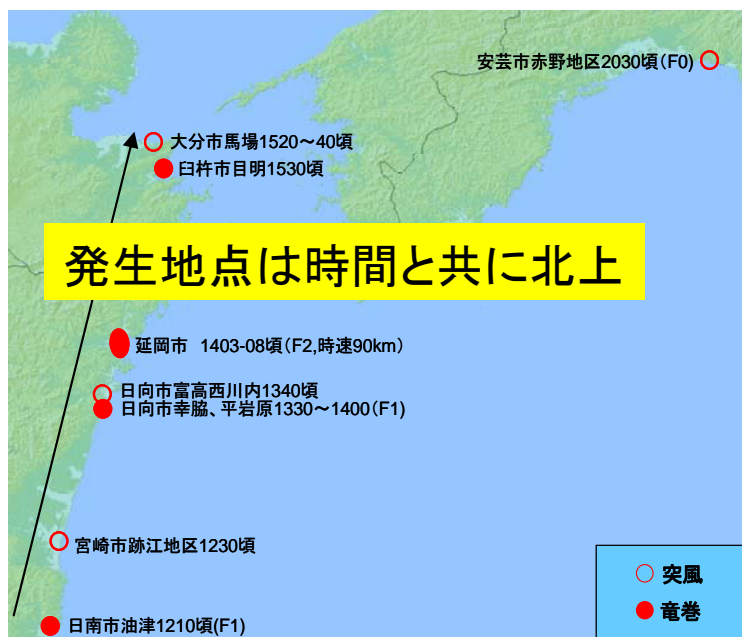 安芸市赤野地区2030頃(F0)
大分市馬場1520～40頃
臼杵市目明1530頃
発生地点は時間と共に北上
延岡市 1403-08頃(F2,時速90km)
日向市富高西川内1340頃
日向市幸脇、平岩原1330～1400(F1)
宮崎市跡江地区1230頃
突風
竜巻
日南市油津1210頃(F1)